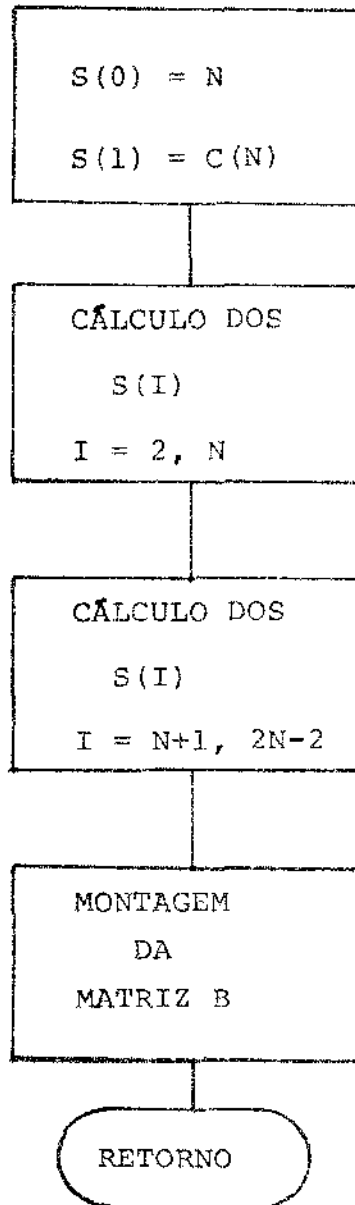 S(0) = N
S(1) = C(N)
CÁLCULO DOS
S(I)
I = 2, N
CÁLCULO DOS
S(I)
I = N+1, 2N-2
MONTAGEM
DA
MATRIZ B
RETORNO